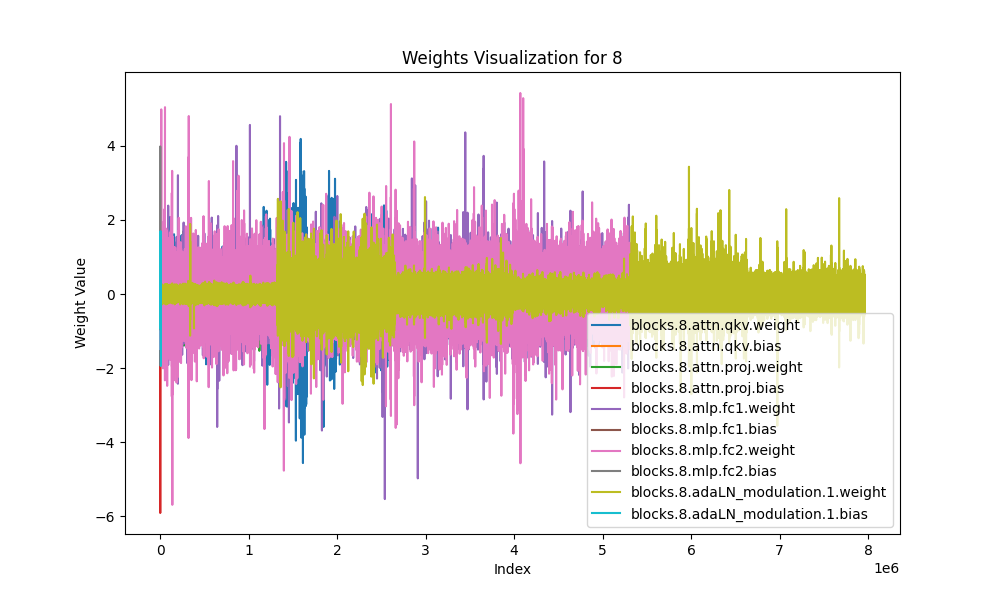 Weights Visualization for 8
Weight Value
4
2
0
−2
−4
−6
blocks.8.attn.qkv.weight
blocks.8.attn.qkv.bias
blocks.8.attn.proj.weight
blocks.8.attn.proj.bias
blocks.8.mlp.fc1.weight
blocks.8.mlp.fc1.bias
blocks.8.mlp.fc2.weight
blocks.8.mlp.fc2.bias
blocks.8.adaLN_modulation.1.weight
blocks.8.adaLN_modulation.1.bias
0 1 2 3 4 5 6 7 8
1e6
Index